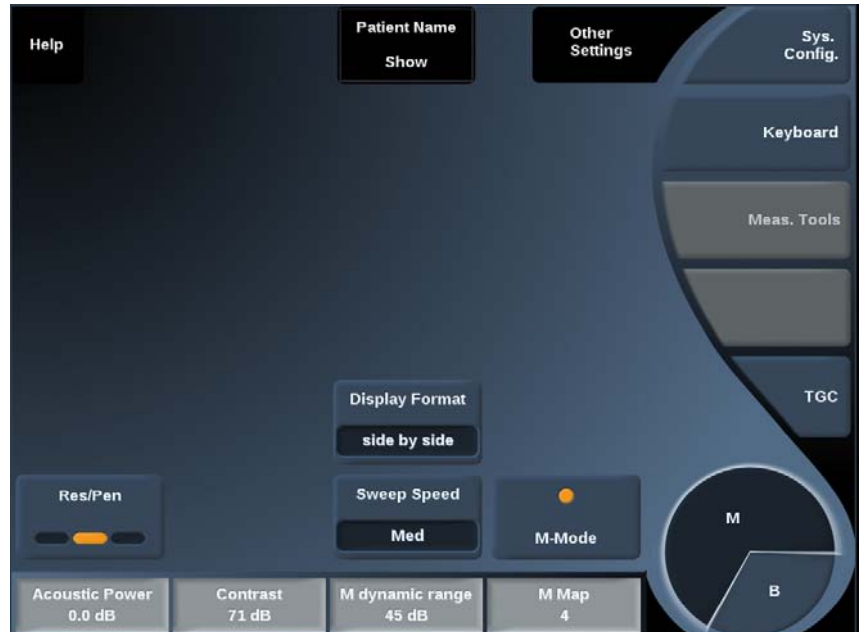 Help
Patient Name
Show
Other
Settings
Sys.
Config.
Keyboard
Meas. Tools
TGC
Display Format
side by side
Res/Pen
Sweep Speed
Med
M-Mode
M
B
Acoustic Power
0.0 dB
Contrast
71 dB
M dynamic range
45 dB
M Map
4